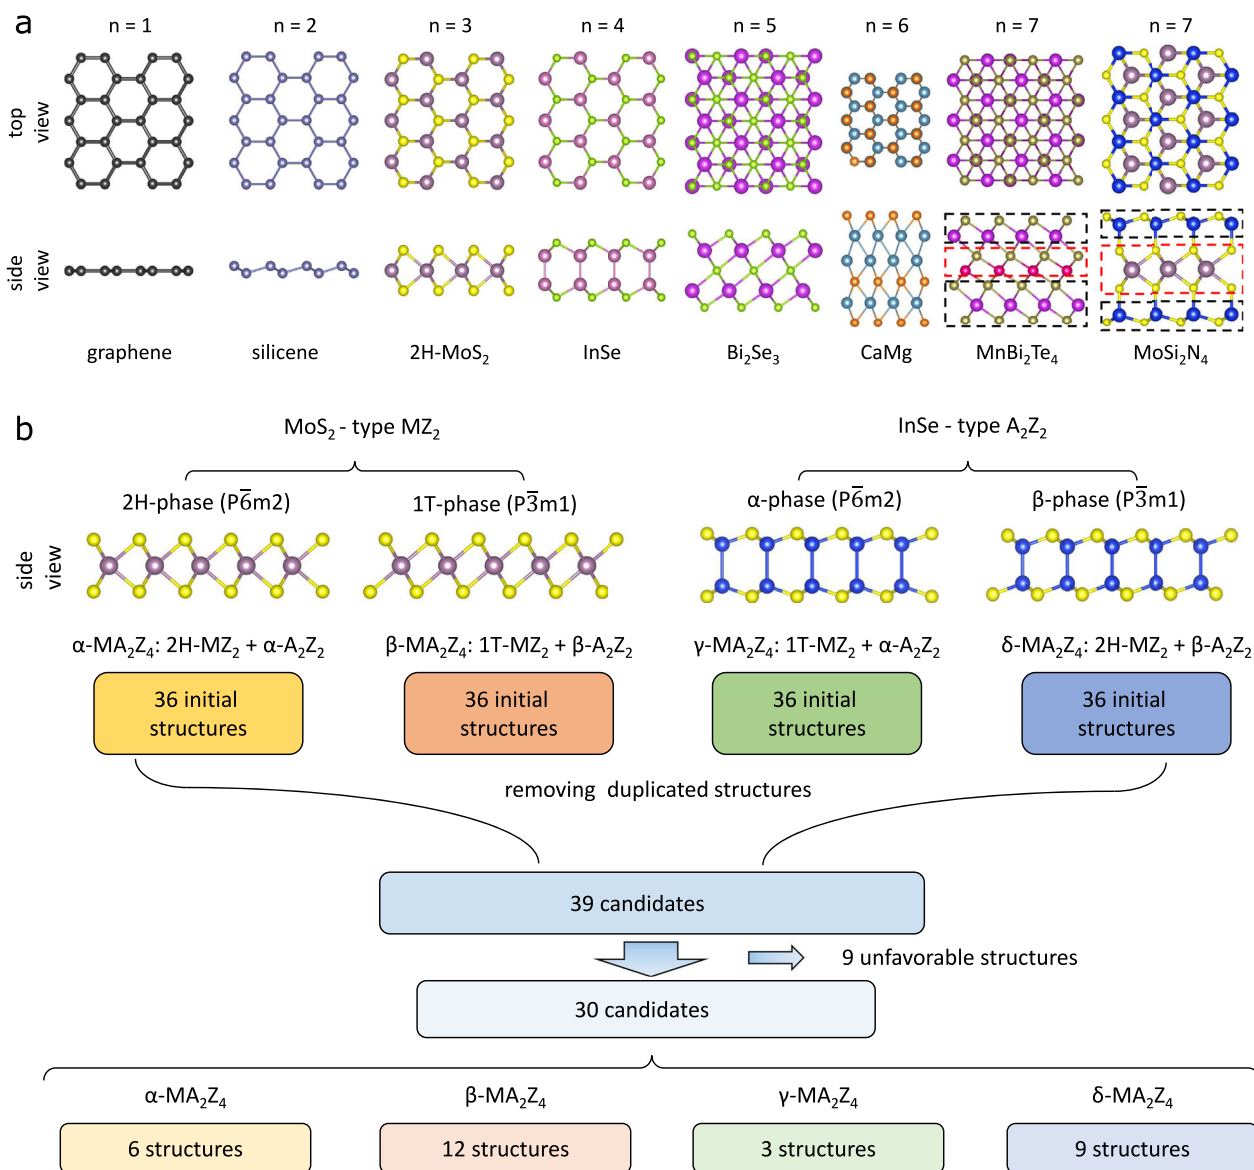 a
n = 1 n = 2 n = 3 n = 4 n = 5 n = 6 n = 7 n = 7
top view
side view
graphene silicene 2H-MoS₂ InSe Bi₂Se₃ CaMg MnBi₂Te₄ MoSi₂N₄
b
MoS₂ - type MZ₂ InSe - type A₂Z₂
2H-phase (P6̅m2) 1T-phase (P3̅m1) α-phase (P6̅m2) β-phase (P3̅m1)
side view
α-MA₂Z₄: 2H-MZ₂ + α-A₂Z₂ β-MA₂Z₄: 1T-MZ₂ + β-A₂Z₂ γ-MA₂Z₄: 1T-MZ₂ + α-A₂Z₂ δ-MA₂Z₄: 2H-MZ₂ + β-A₂Z₂
36 initial 36 initial 36 initial 36 initial
structures structures structures structures
removing duplicated structures
39 candidates
9 unfavorable structures
30 candidates
α-MA₂Z₄ β-MA₂Z₄ γ-MA₂Z₄ δ-MA₂Z₄
6 structures 12 structures 3 structures 9 structures